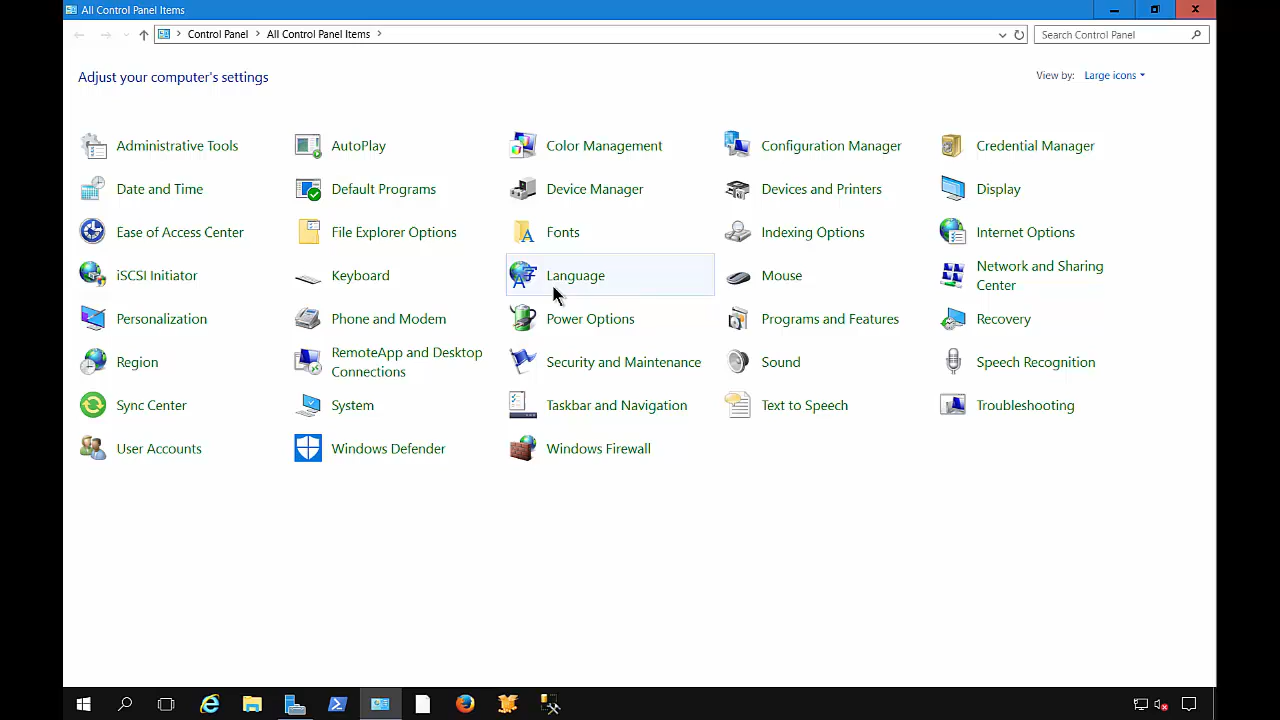 All Control Panel Items
Control Panel > All Control Panel Items >
Search Control Panel
Adjust your computer's settings
View by: Large icons
Administrative Tools
AutoPlay
Color Management
Configuration Manager
Credential Manager
Date and Time
Default Programs
Device Manager
Devices and Printers
Display
Ease of Access Center
File Explorer Options
Fonts
Indexing Options
Internet Options
iSCSI Initiator
Keyboard
Language
Mouse
Network and Sharing
Center
Personalization
Phone and Modem
Power Options
Programs and Features
Recovery
Region
RemoteApp and Desktop
Connections
Security and Maintenance
Sound
Speech Recognition
Sync Center
System
Taskbar and Navigation
Text to Speech
Troubleshooting
User Accounts
Windows Defender
Windows Firewall